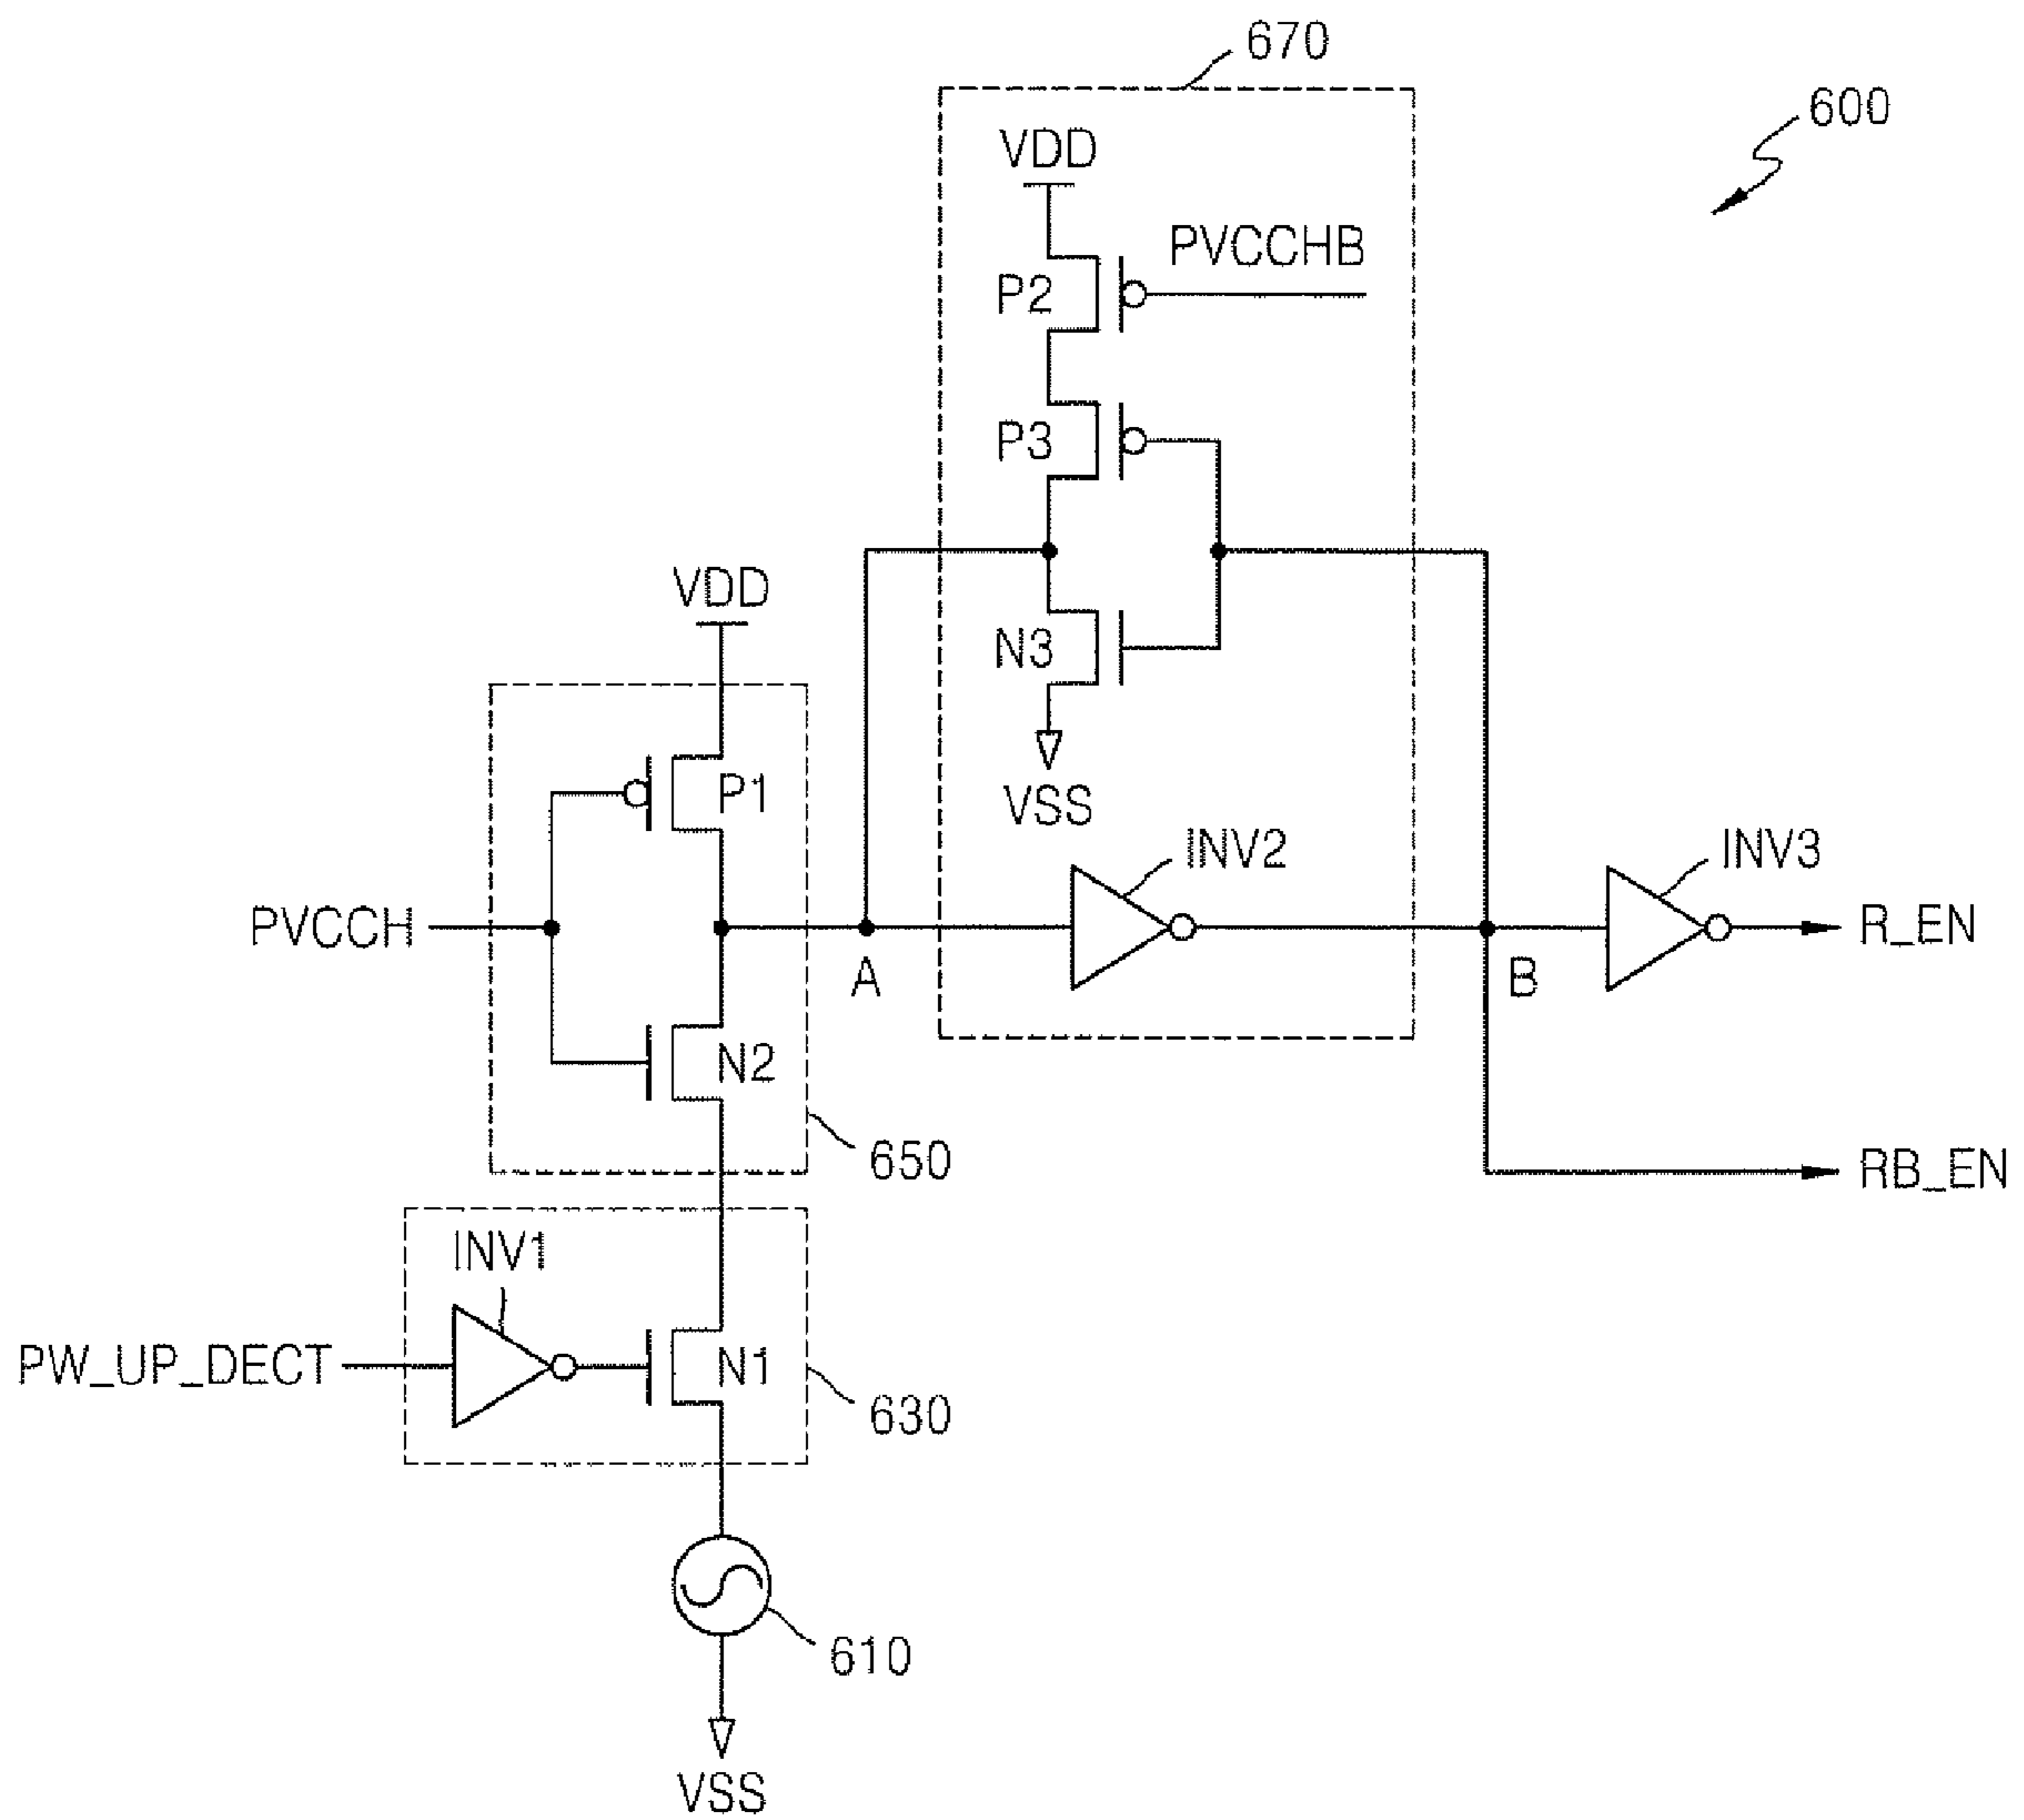 670
600
VDD
PVCCHB
P2
P3
VDD
N3
P1
VSS
INV2
INV3
PVCCH
R_EN
A
B
N2
650
RB_EN
INV1
PW_UP_DECT
N1
630
610
VSS